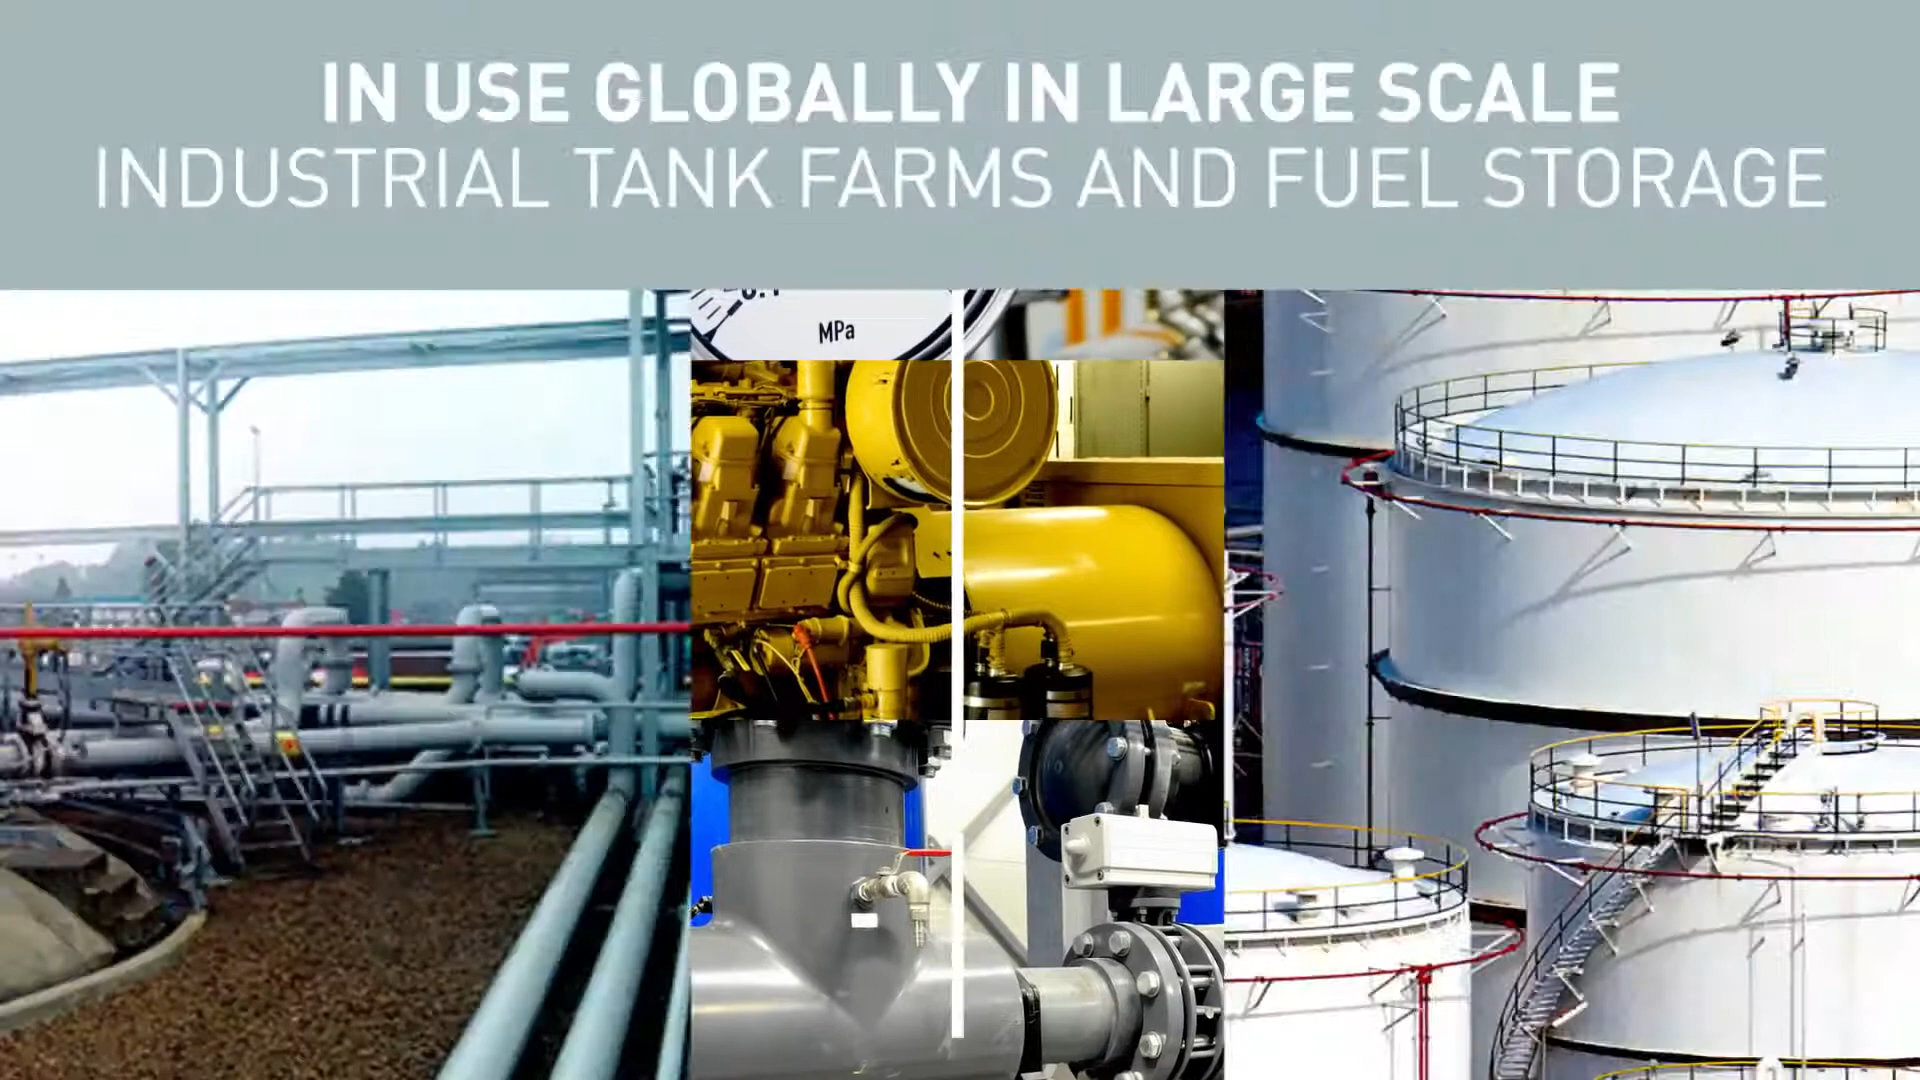 IN USE GLOBALLY IN LARGE SCALE
INDUSTRIAL TANK FARMS AND FUEL STORAGE
MPa